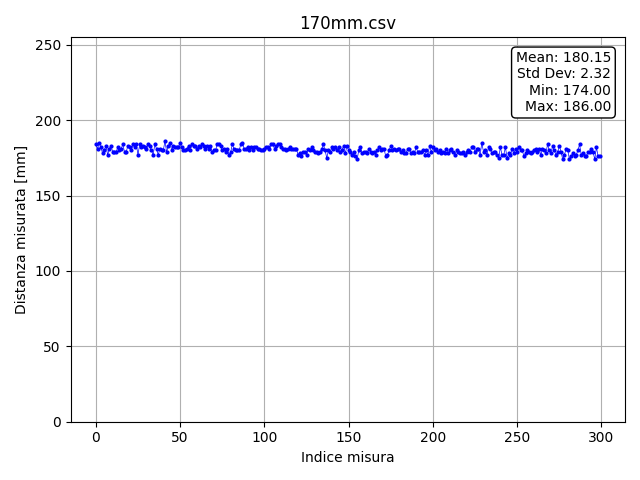 170mm.csv
Mean: 180.15
Std Dev: 2.32
Min: 174.00
Max: 186.00
Distanza misurata [mm]
250
200
150
100
50
0
0 50 100 150 200 250 300
Indice misura